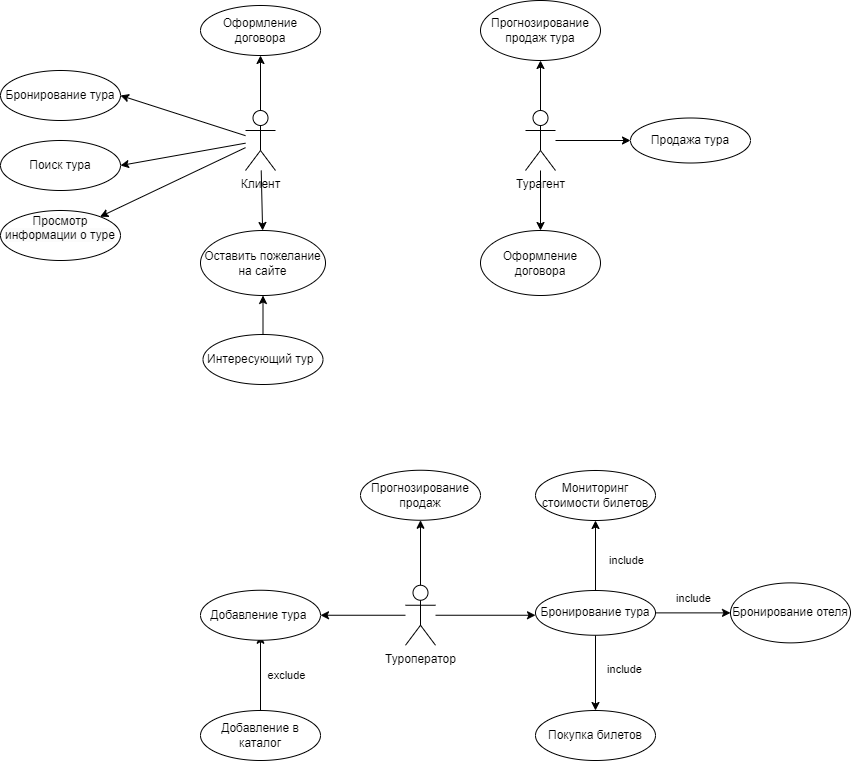 Оформление
договора
Прогнозирование
продаж тура
Бронирование тура
Продажа тура
Поиск тура
Клиент
Турагент
Просмотр
информации о туре
Оставить пожелание
на сайте
Оформление
договора
Интересующий тур
Прогнозирование
продаж
Мониторинг
стоимости билетов
include
include
Добавление тура
Бронирование тура
Бронирование отеля
Туроператор
exclude
include
Добавление в
каталог
Покупка билетов